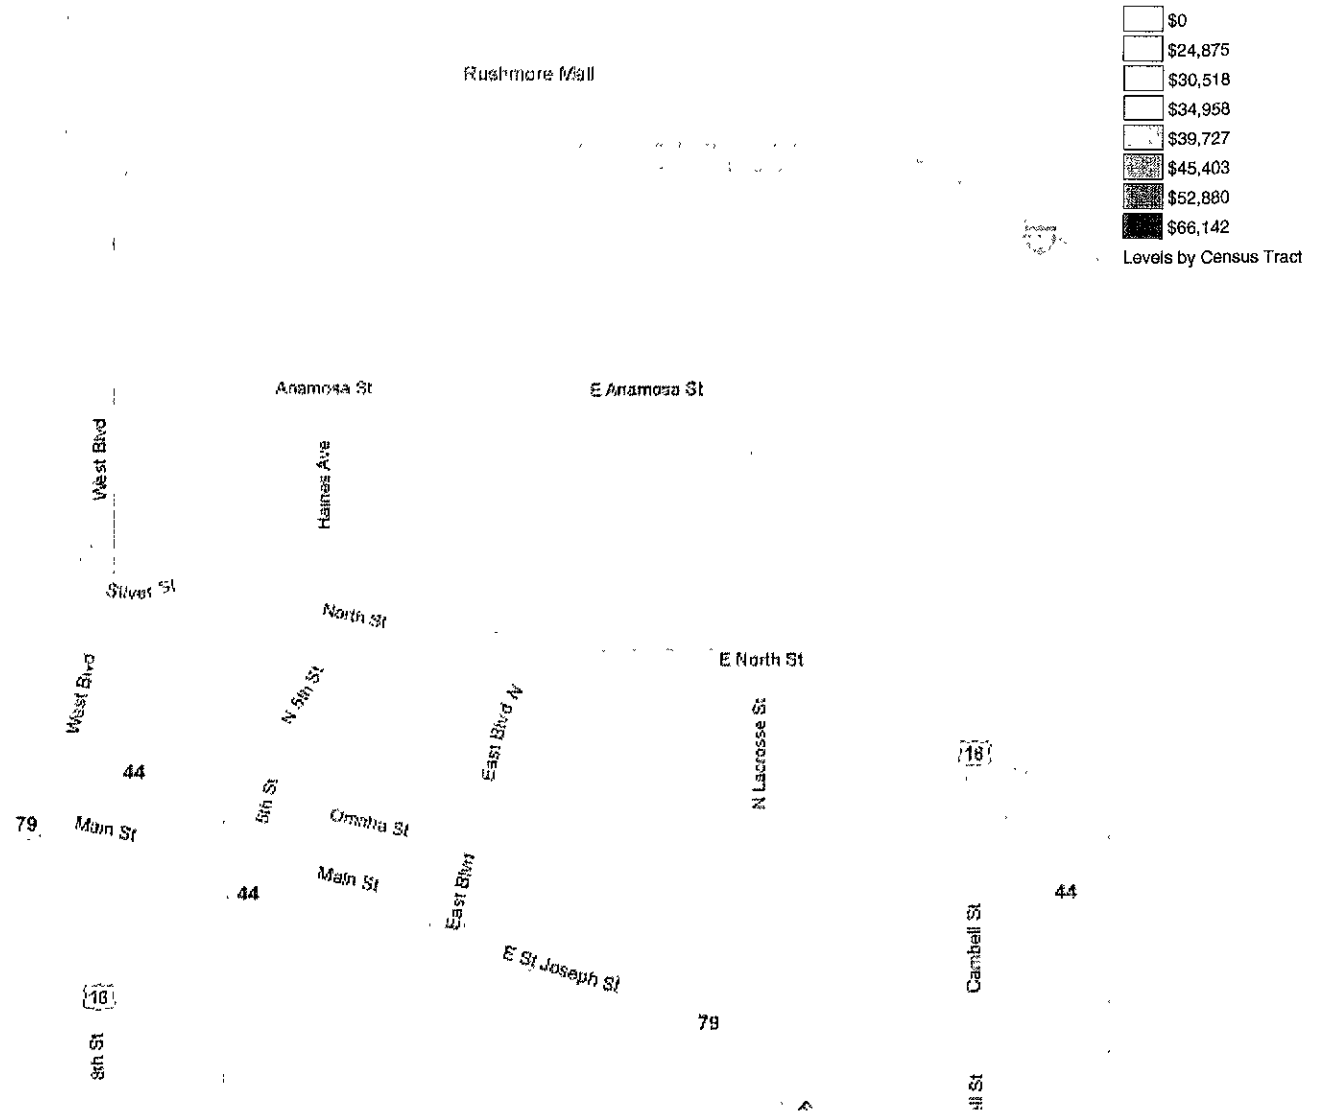 $0
$24,875
Rushmore Mall
$30,518
$34,958
$39,727
$45,403
$52,880
$66,142
Levels by Census Tract
Anamosa St
E Anamosa St
West Blvd
Haines Ave
Silver St
North St
E North St
West Blvd
N 5th St
East Blvd N
N Lacrosse St
16
44
5th St
Omaha St
79
Main St
Main St
44
East Blvd
44
Cambell St
E St Joseph St
16
79
8th St
ll St